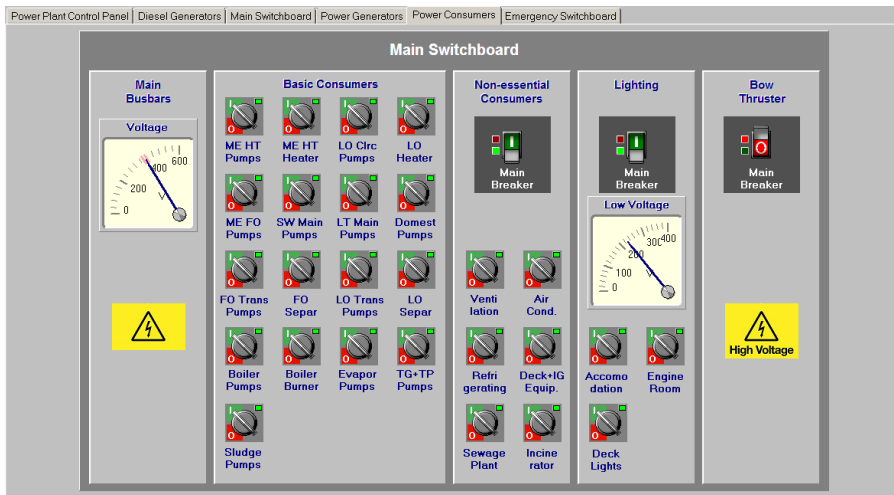 Power Plant Control Panel
Diesel Generators
Main Switchboard
Power Generators
Power Consumers
Emergency Switchboard
Main Switchboard
Main
Busbars
Voltage
0
200
400
600
V
Basic Consumers
ME HT
Pumps
ME HT
Heater
LO Clrc
Pumps
LO
Heater
ME FO
Pumps
SW Main
Pumps
LT Main
Pumps
Domest
Pumps
FO Trans
Pumps
FO
Separ
LO Trans
Pumps
LO
Separ
Boiler
Pumps
Boiler
Burner
Evapor
Pumps
TG+TP
Pumps
Sludge
Pumps
Non-essential
Consumers
Main
Breaker
Venti
lation
Air
Cond.
Refri
gerating
Deck+IG
Equip.
Sewage
Plant
Incine
rator
Lighting
Main
Breaker
Low Voltage
0
100
200
300
400
V
Accomo
dation
Engine
Room
Deck
Lights
Bow
Thruster
Main
Breaker
High Voltage